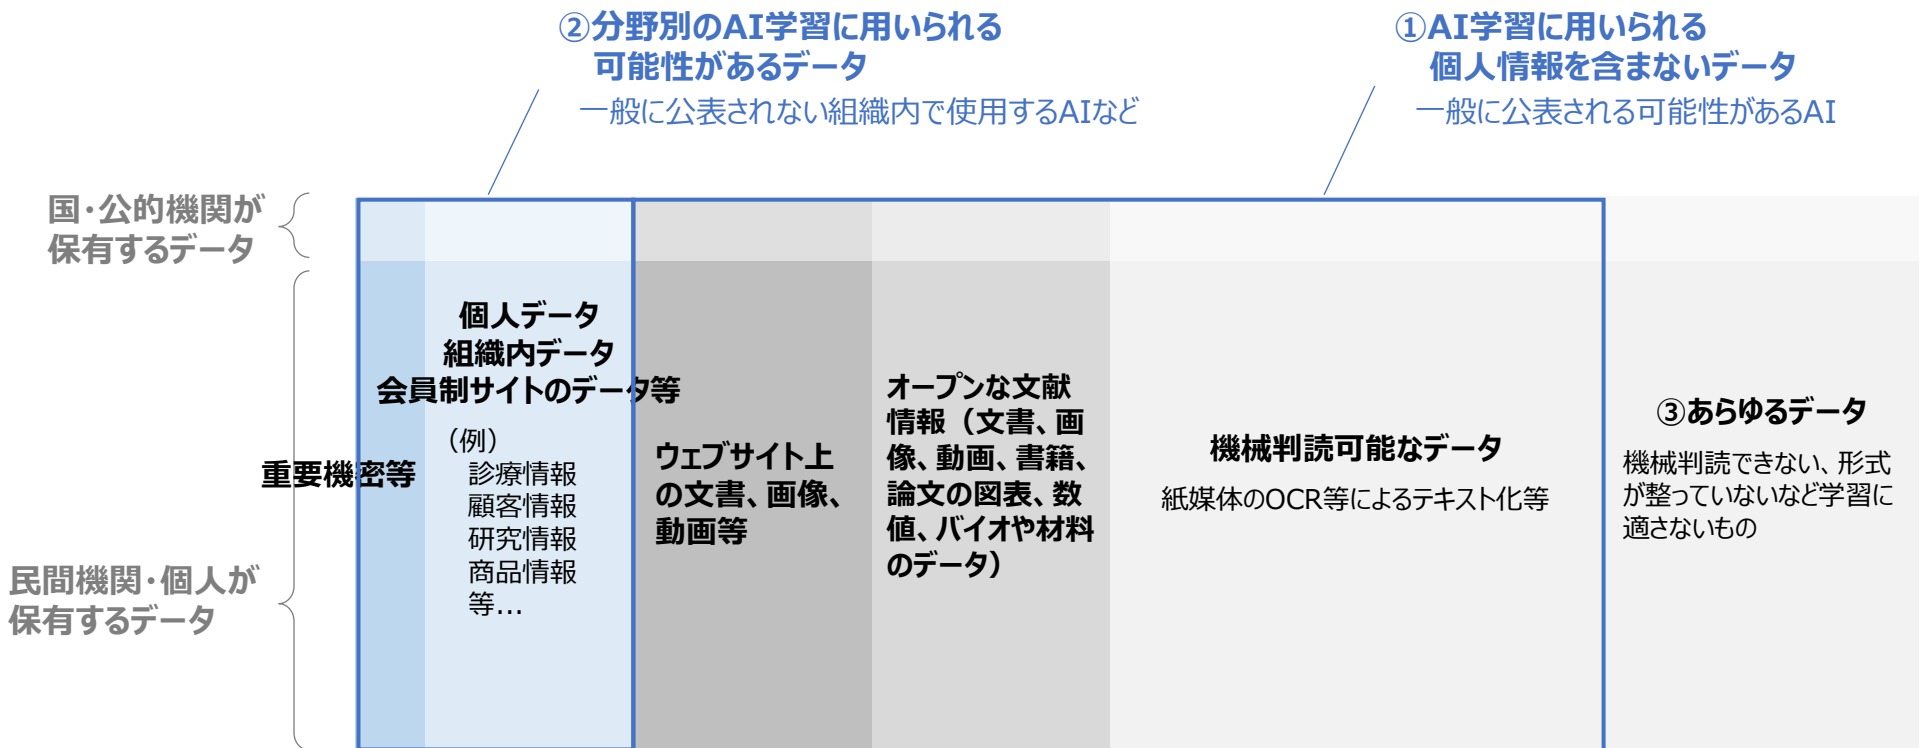 ②分野別のAI学習に用いられる
可能性があるデータ
一般に公表されない組織内で使用するAIなど
①AI学習に用いられる
個人情報を含まないデータ
一般に公表される可能性があるAI
国・公的機関が
保有するデータ
民間機関・個人が
保有するデータ
重要機密等
個人データ
組織内データ
会員制サイトのデータ等
（例）
診療情報
顧客情報
研究情報
商品情報
等…
ウェブサイト上
の文書、画像、
動画等
オープンな文献
情報（文書、画
像、動画、書籍、
論文の図表、数
値、バイオや材料
のデータ）
機械判読可能なデータ
紙媒体のOCR等によるテキスト化等
③あらゆるデータ
機械判読できない、形式
が整っていないなど学習に
適さないもの